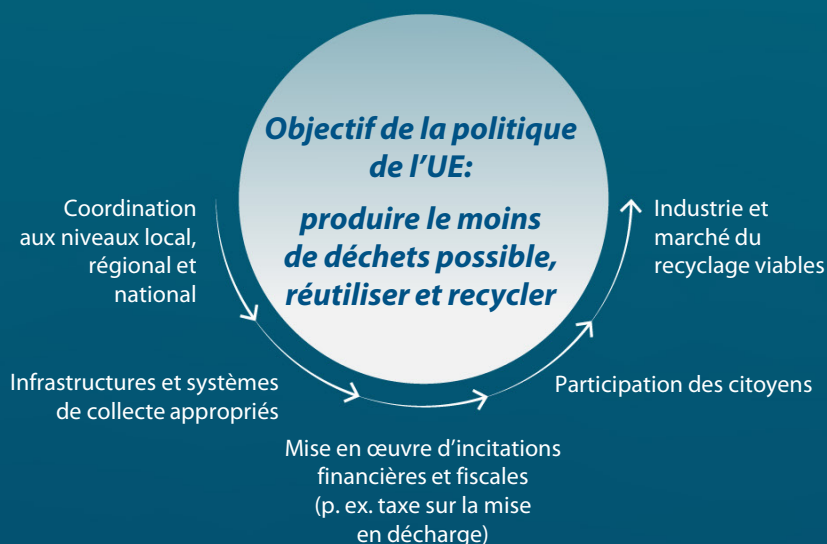 Objectif de la politique
de l’UE:
produire le moins
de déchets possible,
réutiliser et recycler
Coordination
aux niveaux local,
régional et
national
Infrastructures et systèmes
de collecte appropriés
Mise en œuvre d’incitations
financières et fiscales
(p. ex. taxe sur la mise
en décharge)
Participation des citoyens
Industrie et
marché du
recyclage viables